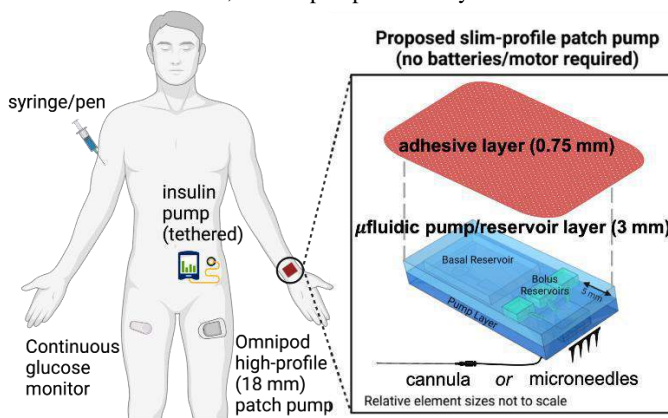 Proposed slim-profile patch pump
(no batteries/motor required)
syringe/pen
adhesive layer (0.75 mm)
insulin
pump
(tethered)
μfluidic pump/reservoir layer (3 mm)
Basal Reservoir
Bolus
Reservoirs
5 mm
Pump Layer
Continuous
glucose
monitor
Omnipod
high-profile
(18 mm)
patch pump
cannula or microneedles
Relative element sizes not to scale